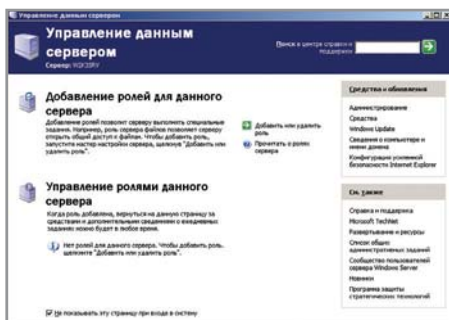 Управление данным сервером
Управление данным
сервером
Сервер:
Поиск в центре справки и
поддержки
Добавление ролей для данного
сервера
Добавление ролей позволит серверу выполнять специальные
задания. Например, роль сервера файлов позволяет серверу
открыть общий доступ к файлам. Чтобы добавить роль,
запустите мастер настройки сервера, щелкнув "Добавить или
удалить роль".
Добавить или удалить
роль
Прочитать о ролях
сервера
Управление ролями данного
сервера
Когда роль добавлена, вернуться на данную страницу за
средствами и дополнительными сведениями о ежедневных
заданиях можно будет в любое время.
Нет ролей для данного сервера. Чтобы добавить роль,
щелкните "Добавить или удалить роль".
Не показывать эту страницу при входе в систему
Средства и обновления
Администрирование
Средства
Windows Update
Сведения о компьютере и
имени домена
Конфигурация усиленной
безопасности Internet Explorer
См. также
Справка и поддержка
Microsoft TechNet
Развертывание и ресурсы
Список общих
административных заданий
Сообщество пользователей
сервера Windows Server
Новинки
Программа защиты
стратегических технологий